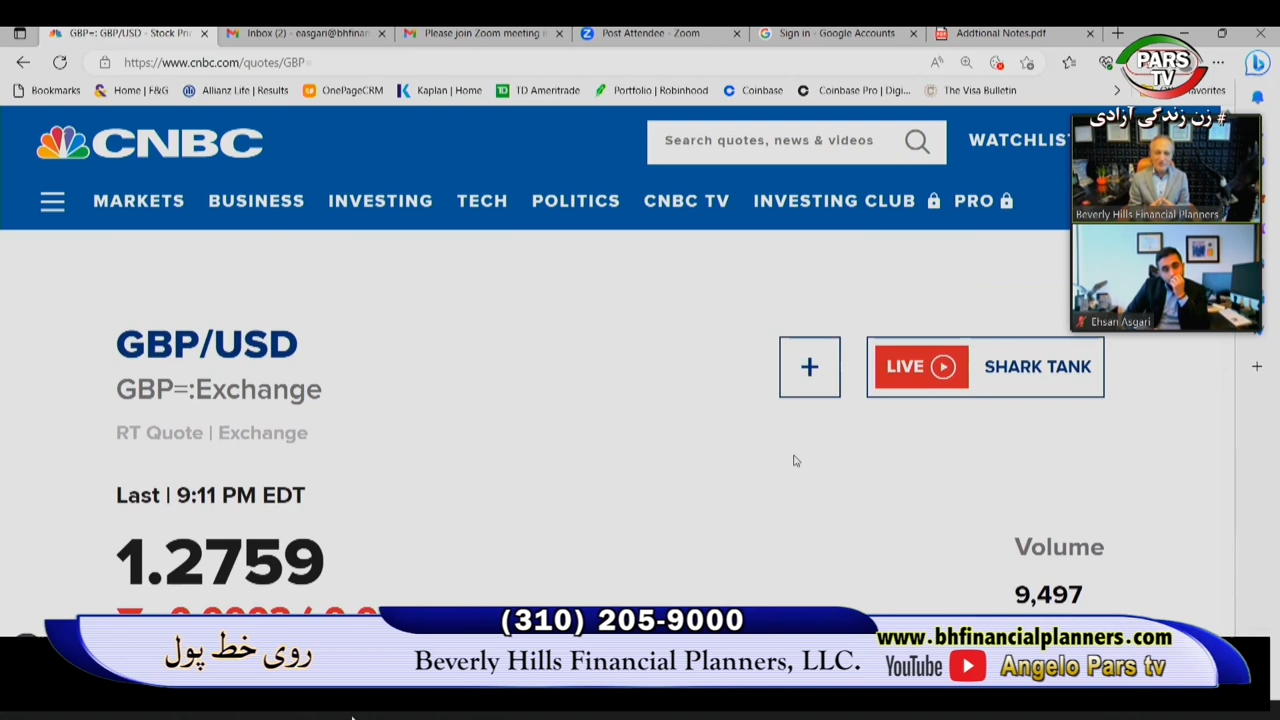 GBP=: GBP/USD - Stock Pri
Inbox (2) - easgari@bhfinan
Please join Zoom meeting i
Post Attendee - Zoom
Sign in - Google Accounts
Addtional Notes.pdf
https://www.cnbc.com/quotes/GBP=
Bookmarks
Home | F&G
Allianz Life | Results
OnePageCRM
Kaplan | Home
TD Ameritrade
Portfolio | Robinhood
Coinbase
Coinbase Pro | Digi...
The Visa Bulletin
Favorites
PARS
TV
# زن زندگی آزادی
CNBC
Search quotes, news & videos
WATCHLIST
MARKETS
BUSINESS
INVESTING
TECH
POLITICS
CNBC TV
INVESTING CLUB
PRO
Beverly Hills Financial Planners
Ehsan Asgari
GBP/USD
GBP=:Exchange
RT Quote | Exchange
+
LIVE
SHARK TANK
Last | 9:11 PM EDT
1.2759
Volume
9,497
(310) 205-9000
روی خط پول
Beverly Hills Financial Planners, LLC.
www.bhfinancialplanners.com
YouTube
Angelo Pars tv